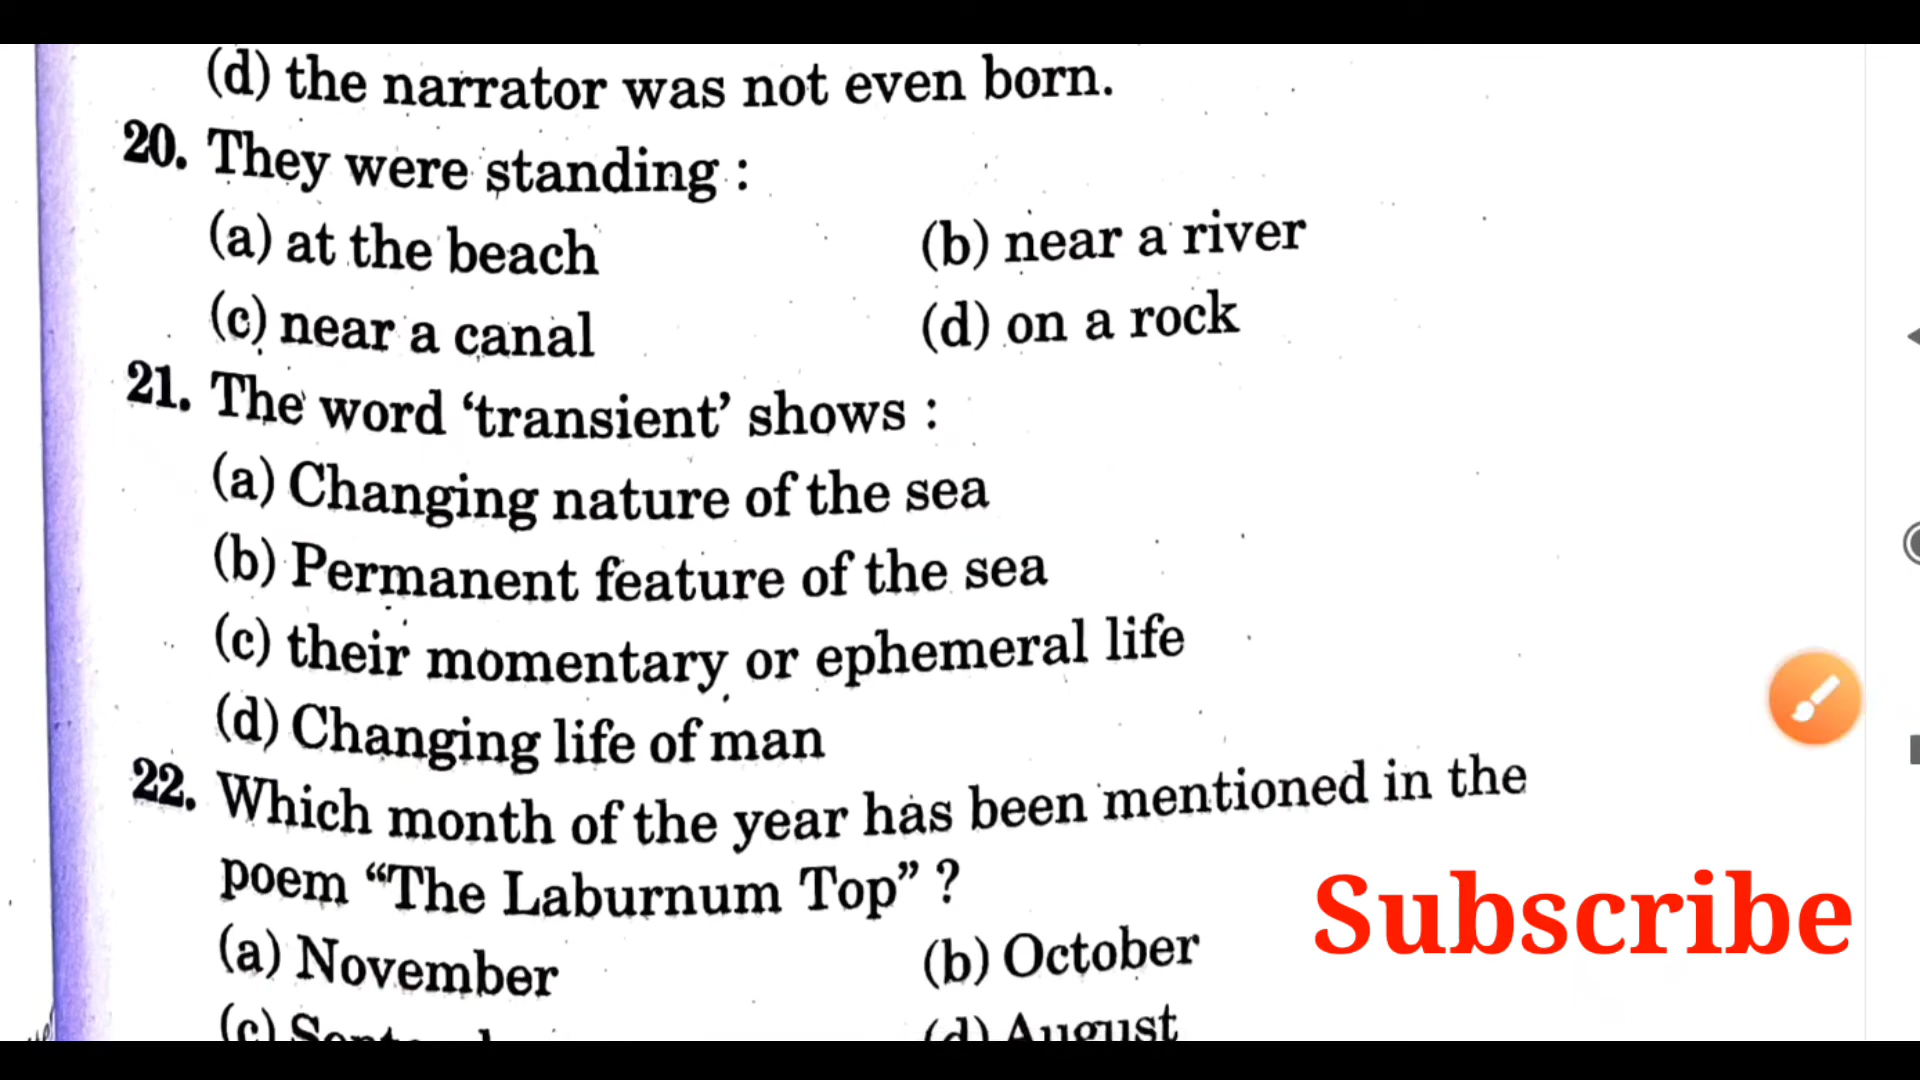 (d) the narrator was not even born.
20. They were standing :
(a) at the beach (b) near a river
(c) near a canal (d) on a rock
21. The word ‘transient’ shows :
(a) Changing nature of the sea
(b) Permanent feature of the sea
(c) their momentary or ephemeral life
(d) Changing life of man
22. Which month of the year has been mentioned in the
poem “The Laburnum Top” ?
Subscribe
(a) November (b) October
(c) (d) August